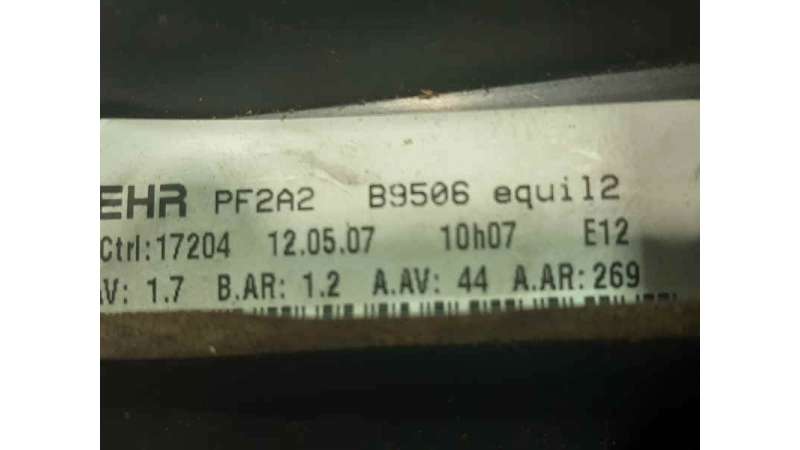 EHR PF2A2 B9506 equil2
Ctrl:17204 12.05.07 10h07 E12
AV: 1.7 B.AR: 1.2 A.AV: 44 A.AR: 269